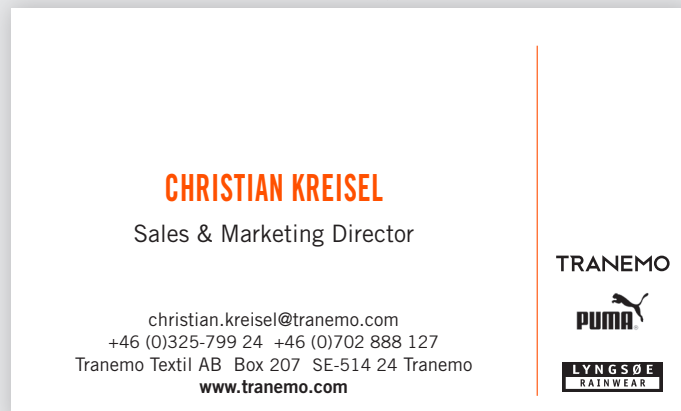 CHRISTIAN KREISEL
Sales & Marketing Director
christian.kreisel@tranemo.com
+46 (0)325-799 24 +46 (0)702 888 127
Tranemo Textil AB Box 207 SE-514 24 Tranemo
www.tranemo.com
TRANEMO
PUMA
LYNGSØE
RAINWEAR